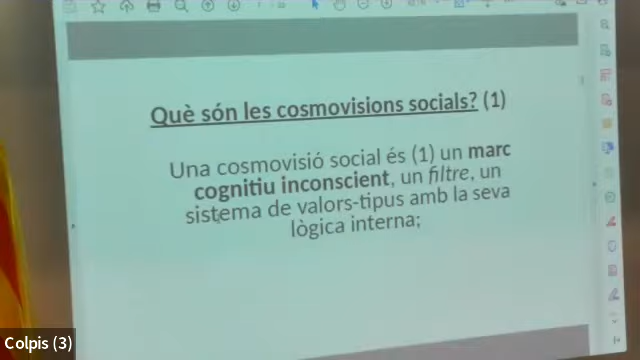 Què són les cosmovisions socials? (1)
Una cosmovisió social és (1) un marc
cognitiu inconscient, un filtre, un
sistema de valors-tipus amb la seva
lògica interna;
Colpis (3)